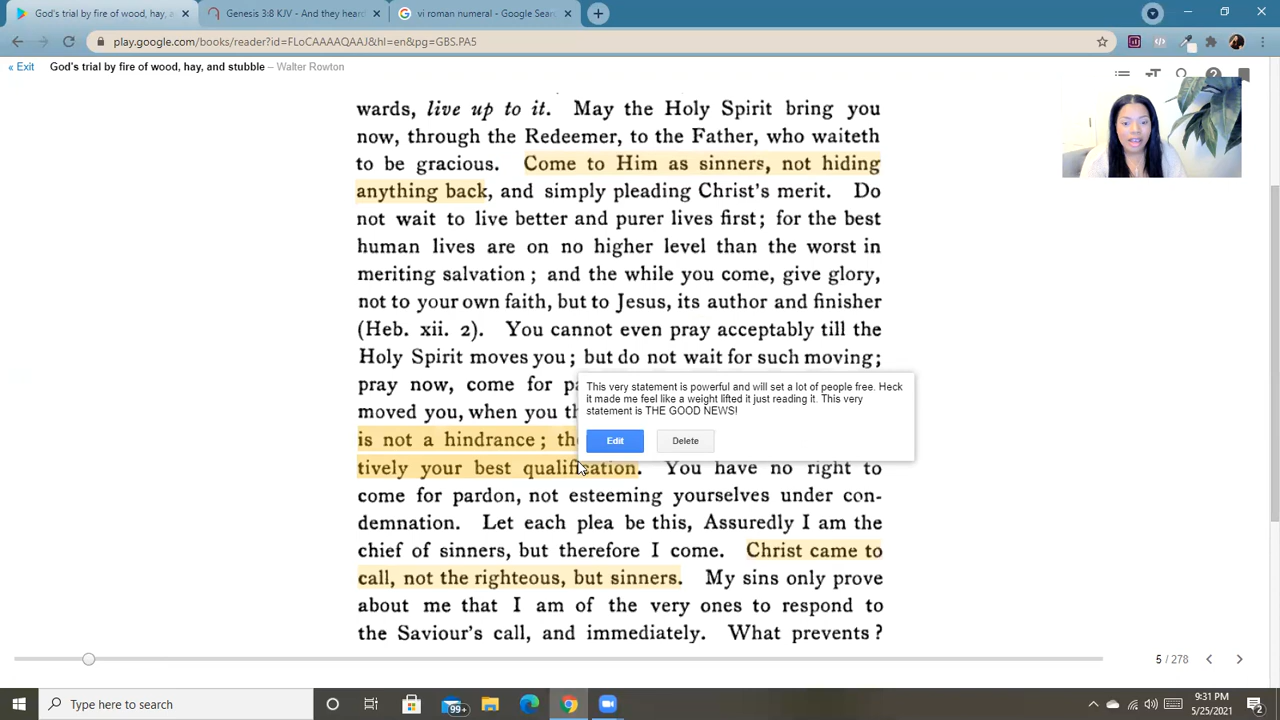 God's trial by fire of wood, hay, and
Genesis 3:8 KJV - And they heard
vi roman numeral - Google Sear
play.google.com/books/reader?id=FLoCAAAAQAAJ&hl=en&pg=GBS.PA5
« Exit God's trial by fire of wood, hay, and stubble – Walter Rowton
wards, live up to it. May the Holy Spirit bring you
now, through the Redeemer, to the Father, who waiteth
to be gracious. Come to Him as sinners, not hiding
anything back, and simply pleading Christ's merit. Do
not wait to live better and purer lives first; for the best
human lives are on no higher level than the worst in
meriting salvation; and the while you come, give glory,
not to your own faith, but to Jesus, its author and finisher
(Heb. xii. 2). You cannot even pray acceptably till the
Holy Spirit moves you; but do not wait for such moving;
pray now, come for
moved you, when you
is not a hindrance;
tively your best qualification. You have no right to
come for pardon, not esteeming yourselves under con-
demnation. Let each plea be this, Assuredly I am the
chief of sinners, but therefore I come. Christ came to
call, not the righteous, but sinners. My sins only prove
about me that I am of the very ones to respond to
the Saviour's call, and immediately. What prevents?
This very statement is powerful and will set a lot of people free. Heck
it made me feel like a weight lifted it just reading it. This very
statement is THE GOOD NEWS!
Edit Delete
5 / 278
Type here to search
99+
9:31 PM
5/25/2021
2